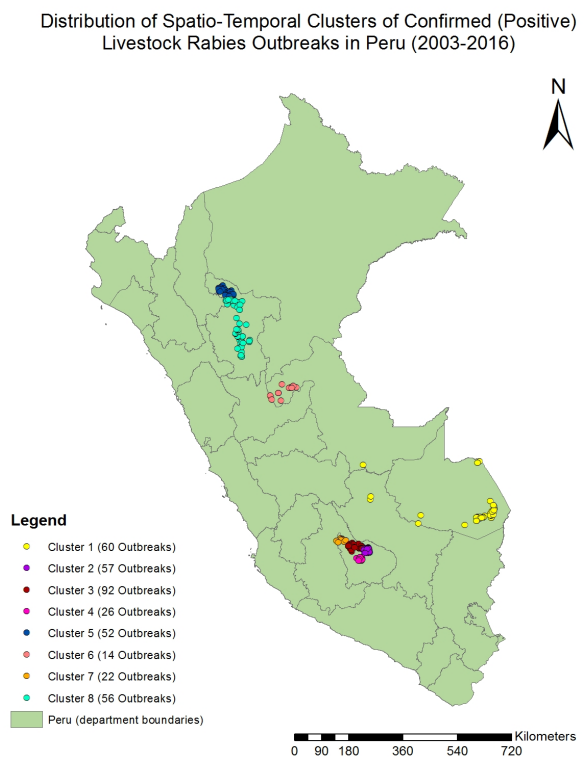 Distribution of Spatio-Temporal Clusters of Confirmed (Positive)
Livestock Rabies Outbreaks in Peru (2003-2016)
N
Legend
Cluster 1 (60 Outbreaks)
Cluster 2 (57 Outbreaks)
Cluster 3 (92 Outbreaks)
Cluster 4 (26 Outbreaks)
Cluster 5 (52 Outbreaks)
Cluster 6 (14 Outbreaks)
Cluster 7 (22 Outbreaks)
Cluster 8 (56 Outbreaks)
Peru (department boundaries)
Kilometers
0 90 180 360 540 720